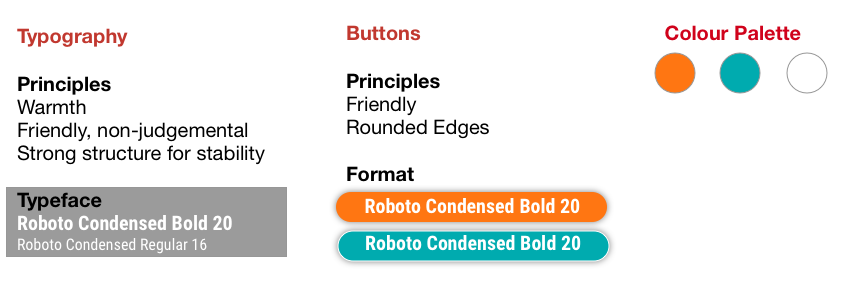 Typography
Principles
Warmth
Friendly, non-judgemental
Strong structure for stability
Typeface
Roboto Condensed Bold 20
Roboto Condensed Regular 16
Buttons
Principles
Friendly
Rounded Edges
Format
Roboto Condensed Bold 20
Roboto Condensed Bold 20
Colour Palette